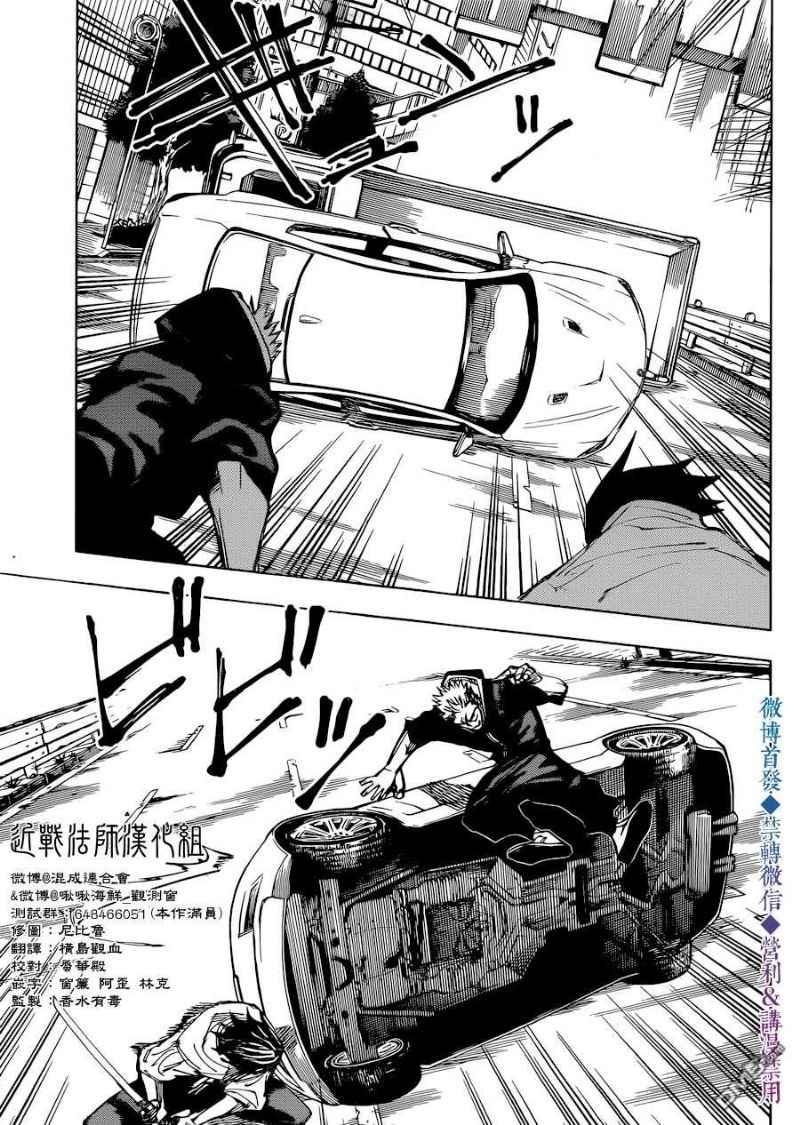 ッ
ビビッ
近戰法師漢化組
微博@混成連合會
&微博@啾啾海鮮_觀測窗
測試群:648466051(本作滿員)
修圖:尼比魯
翻譯:橫島觀血
校對:香華殿
嵌字:窗簾 阿歪 林克
監製:香水有毒
微博首發◆禁轉微信◆營利&講禁用